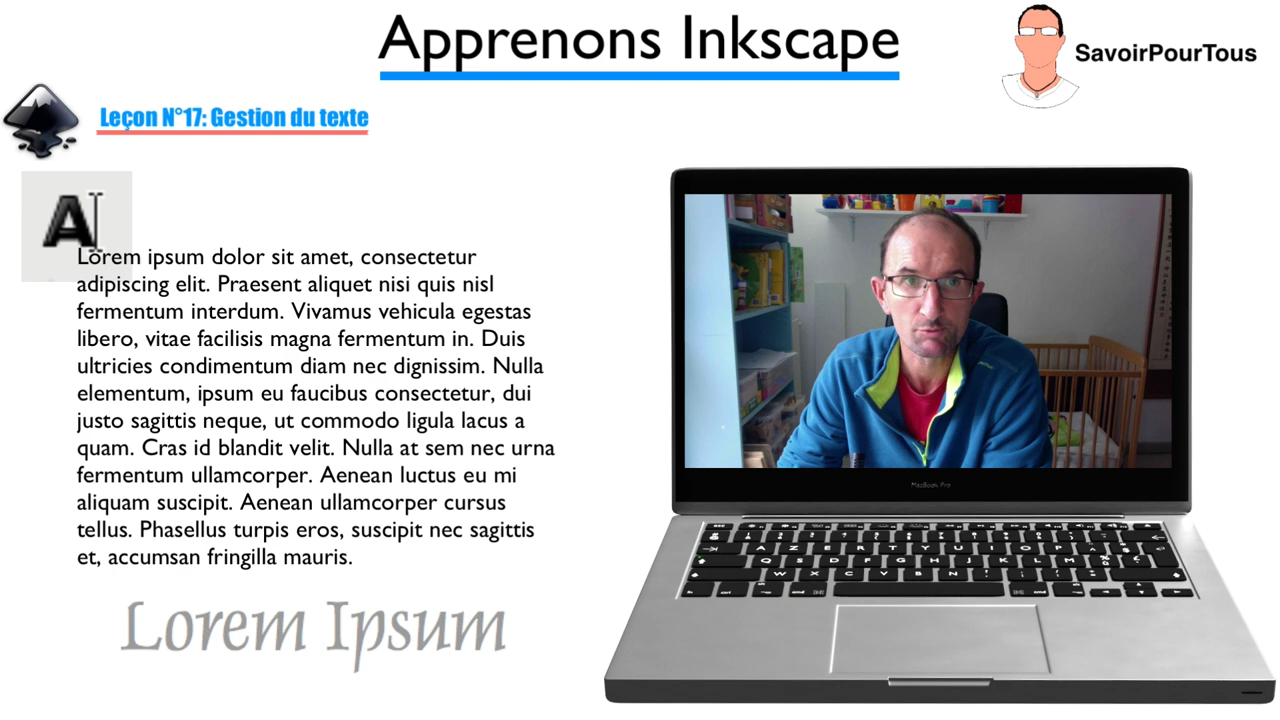 Apprenons Inkscape
SavoirPourTous
Leçon N°17: Gestion du texte
A
Lorem ipsum dolor sit amet, consectetur
adipiscing elit. Praesent aliquet nisi quis nisl
fermentum interdum. Vivamus vehicula egestas
libero, vitae facilisis magna fermentum in. Duis
ultricies condimentum diam nec dignissim. Nulla
elementum, ipsum eu faucibus consectetur, dui
justo sagittis neque, ut commodo ligula lacus a
quam. Cras id blandit velit. Nulla at sem nec urna
fermentum ullamcorper. Aenean luctus eu mi
aliquam suscipit. Aenean ullamcorper cursus
tellus. Phasellus turpis eros, suscipit nec sagittis
et, accumsan fringilla mauris.
Lorem Ipsum
MacBook Pro
A Z E R T Y U I O P
Q S D F G H J K L M
W X C V B N